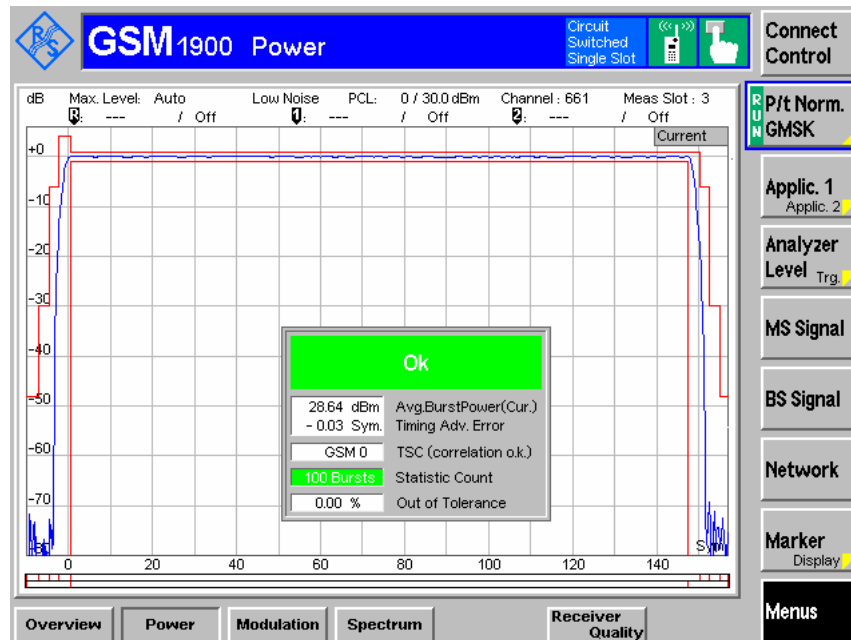 R S
GSM 1900 Power
Circuit Switched Single Slot
Connect Control
dB Max. Level: Auto Low Noise PCL: 0 / 30.0 dBm Channel : 661 Meas Slot : 3
R: --- / Off 1: --- / Off 2: --- / Off
Current
RUN P/t Norm. GMSK
Applic. 1
Applic. 2
Analyzer Level Trg.
MS Signal
BS Signal
Network
Marker
Display
Menus
+0
-10
-20
-30
-40
-50
-60
-70
-80
Ok
28.64 dBm Avg.BurstPower(Cur.)
- 0.03 Sym. Timing Adv. Error
GSM 0 TSC (correlation o.k.)
100 Bursts Statistic Count
0.00 % Out of Tolerance
0 20 40 60 80 100 120 140
Overview Power Modulation Spectrum Receiver Quality